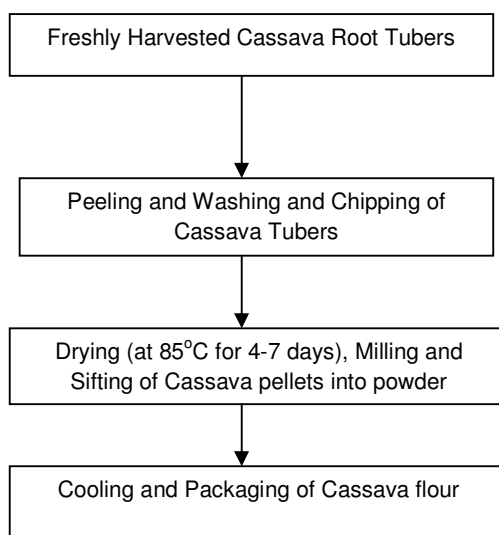 Freshly Harvested Cassava Root Tubers
Peeling and Washing and Chipping of
Cassava Tubers
Drying (at 85°C for 4-7 days), Milling and
Sifting of Cassava pellets into powder
Cooling and Packaging of Cassava flour